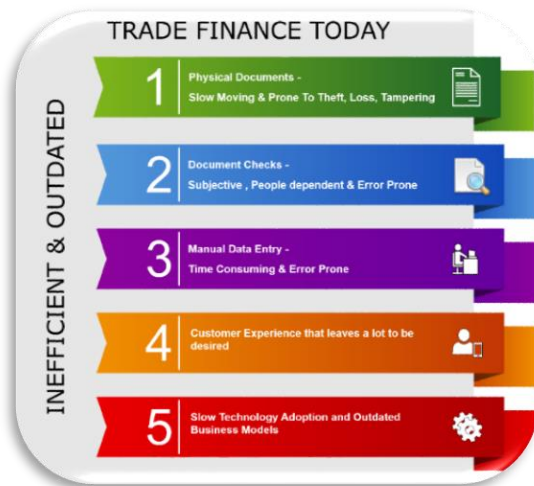 TRADE FINANCE TODAY
INEFFICIENT & OUTDATED
1
Physical Documents -
Slow Moving & Prone To Theft, Loss, Tampering
2
Document Checks -
Subjective , People dependent & Error Prone
3
Manual Data Entry -
Time Consuming & Error Prone
4
Customer Experience that leaves a lot to be
desired
5
Slow Technology Adoption and Outdated
Business Models